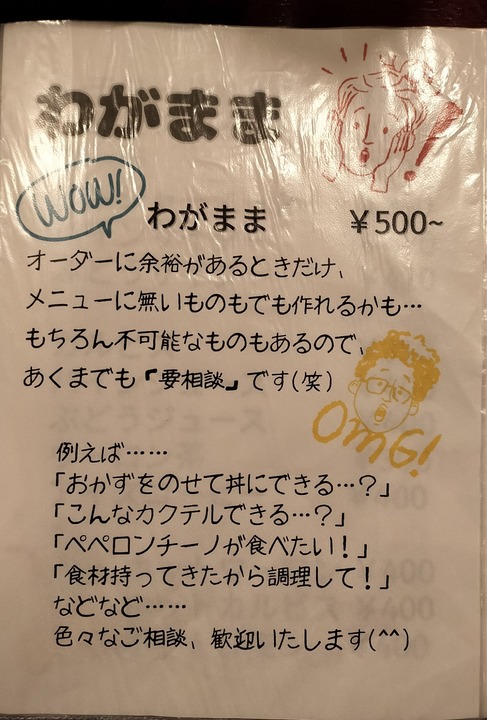 わがまま
WOW!
わがまま ￥500~
オーダーに余裕があるときだけ、
メニューに無いものもでも作れるかも…
もちろん不可能なものもあるので、
あくまでも「要相談」です(笑)
OMG!
例えば……
「おかずをのせて丼にできる…?」
「こんなカクテルできる…?」
「ペペロンチーノが食べたい!」
「食材持ってきたから調理して!」
などなど……
色々なご相談、歓迎いたします(^^)